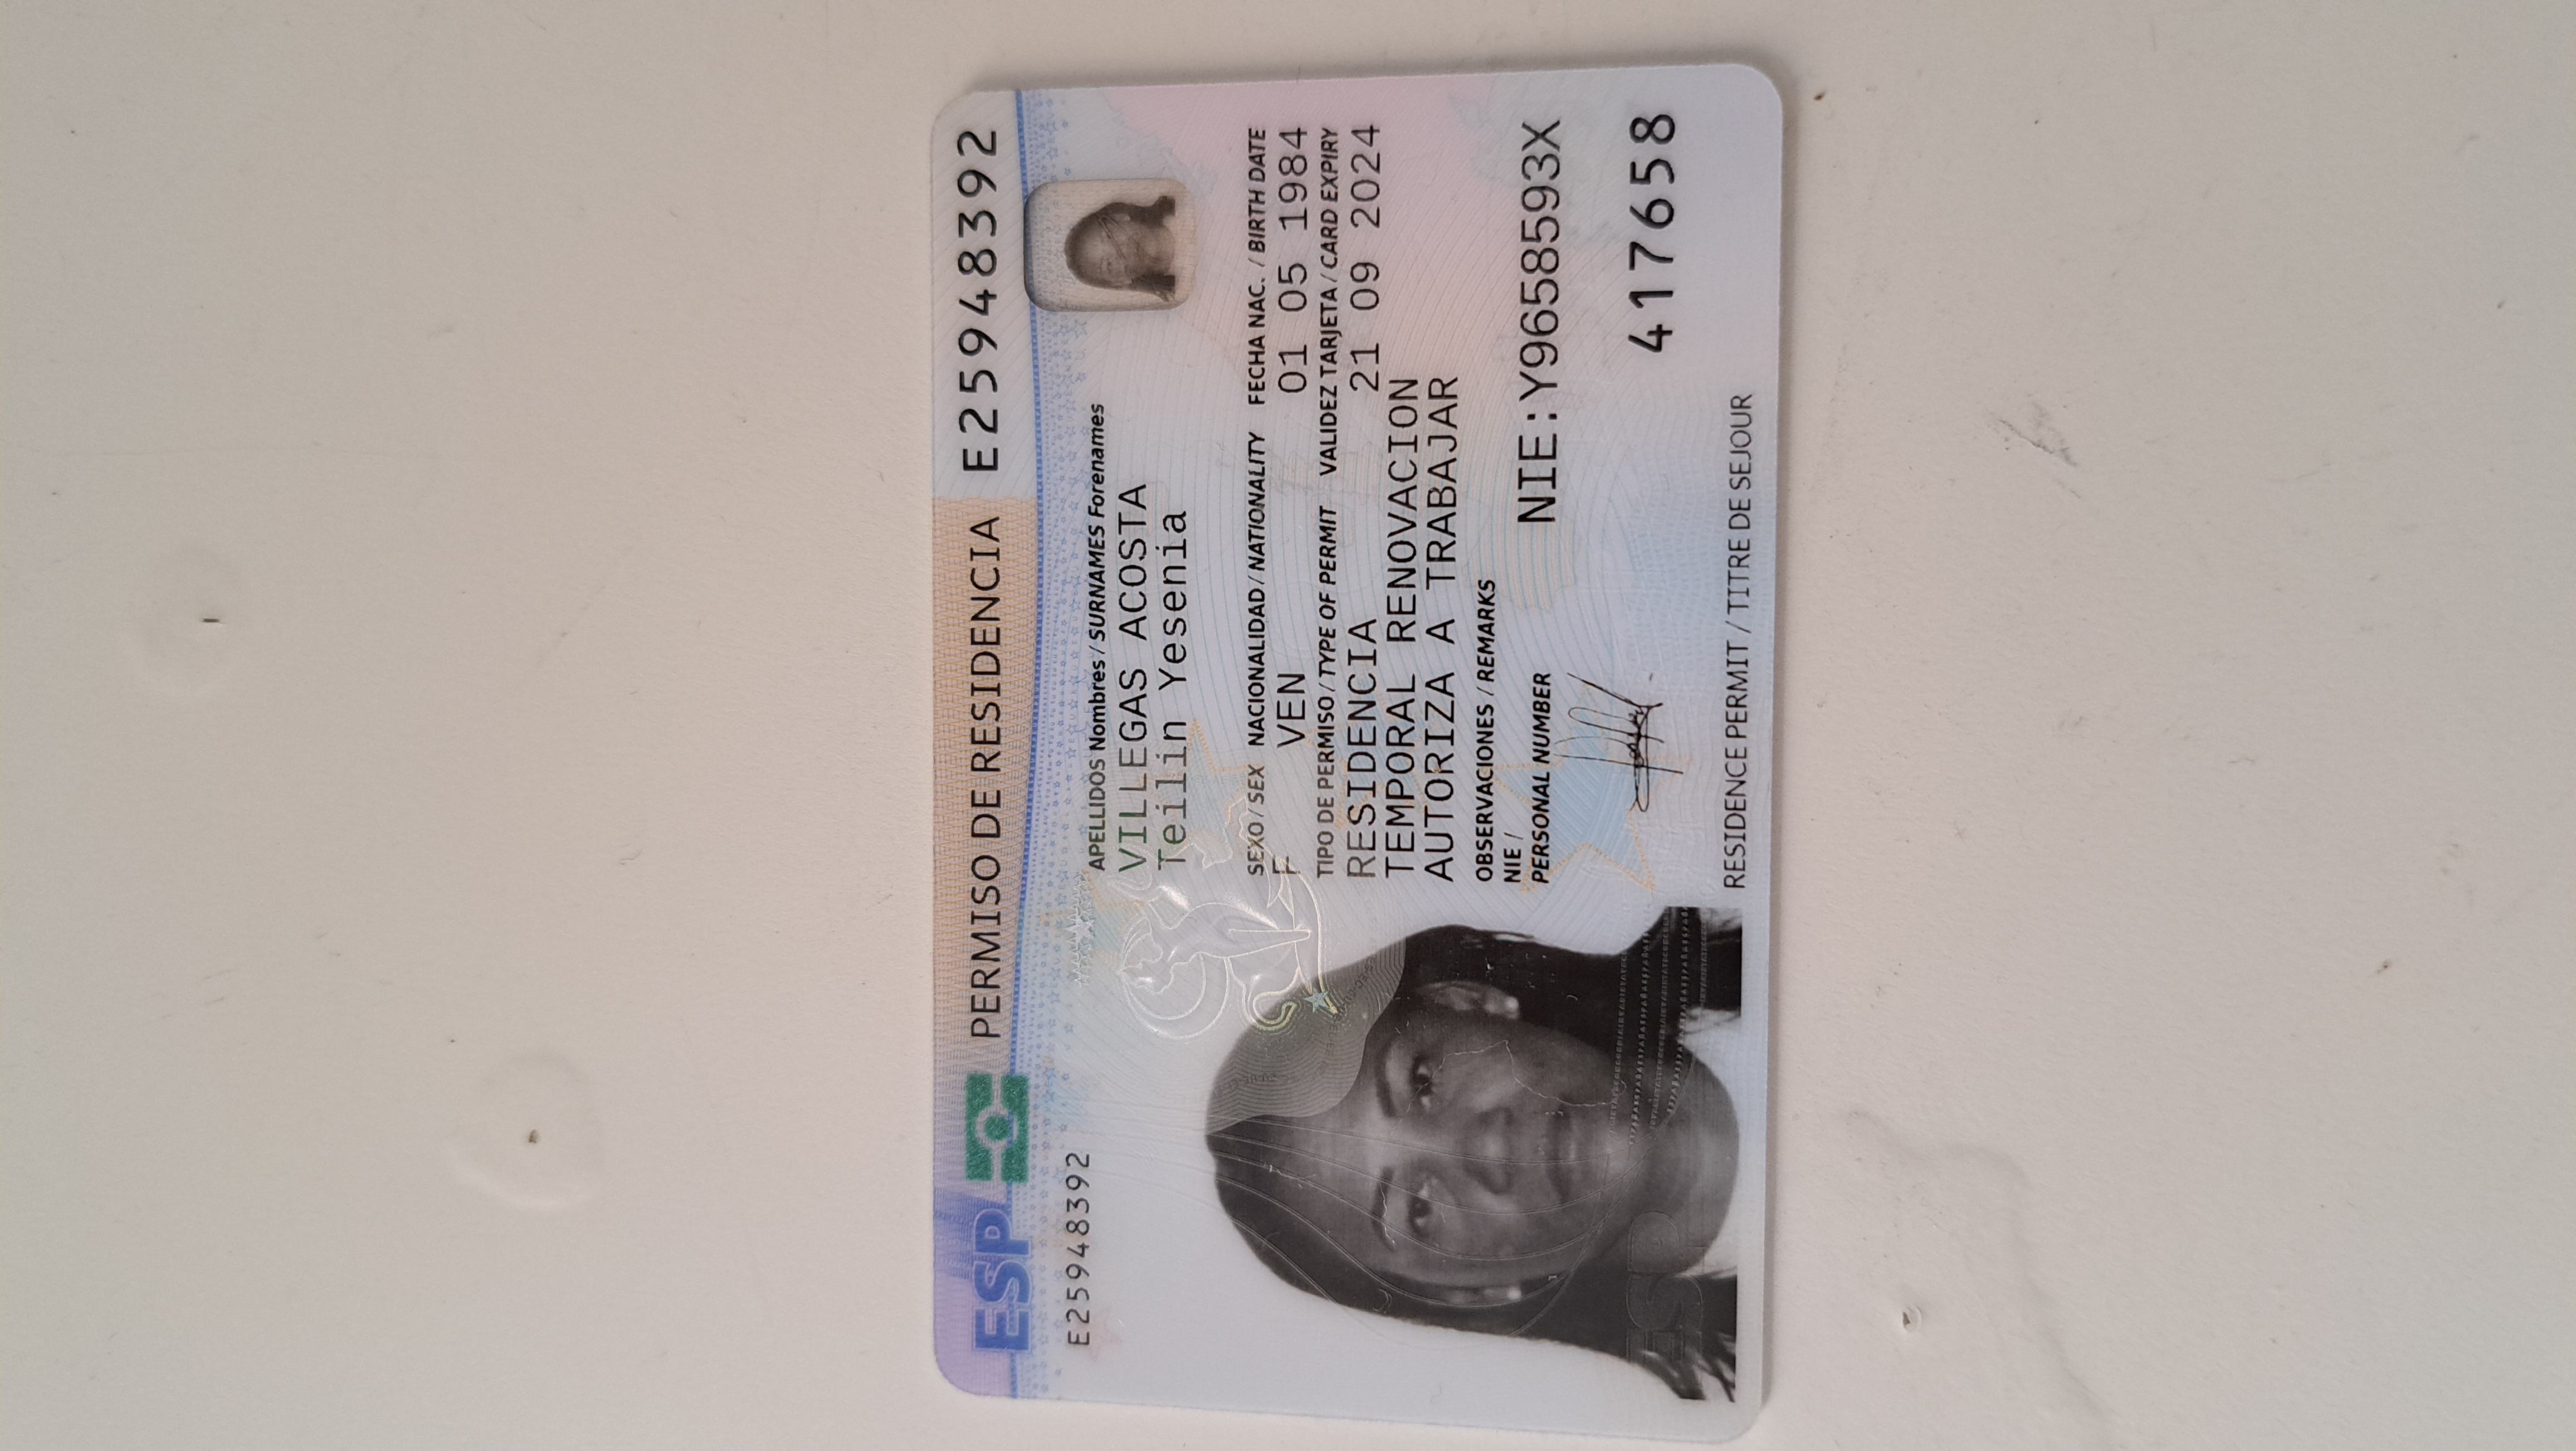 ESP PERMISO DE RESIDENCIA E25948392
E25948392
APELLIDOS Nombres / SURNAMES Forenames
VILLEGAS ACOSTA
Teilin Yesenia
SEXO / SEX NACIONALIDAD / NATIONALITY FECHA NAC. / BIRTH DATE
F VEN 01 05 1984
TIPO DE PERMISO / TYPE OF PERMIT VALIDEZ TARJETA / CARD EXPIRY
RESIDENCIA 21 09 2024
TEMPORAL RENOVACION
AUTORIZA A TRABAJAR
OBSERVACIONES / REMARKS
NIE /
PERSONAL NUMBER NIE:Y9658593X
ESP
417658
RESIDENCE PERMIT / TITRE DE SEJOUR